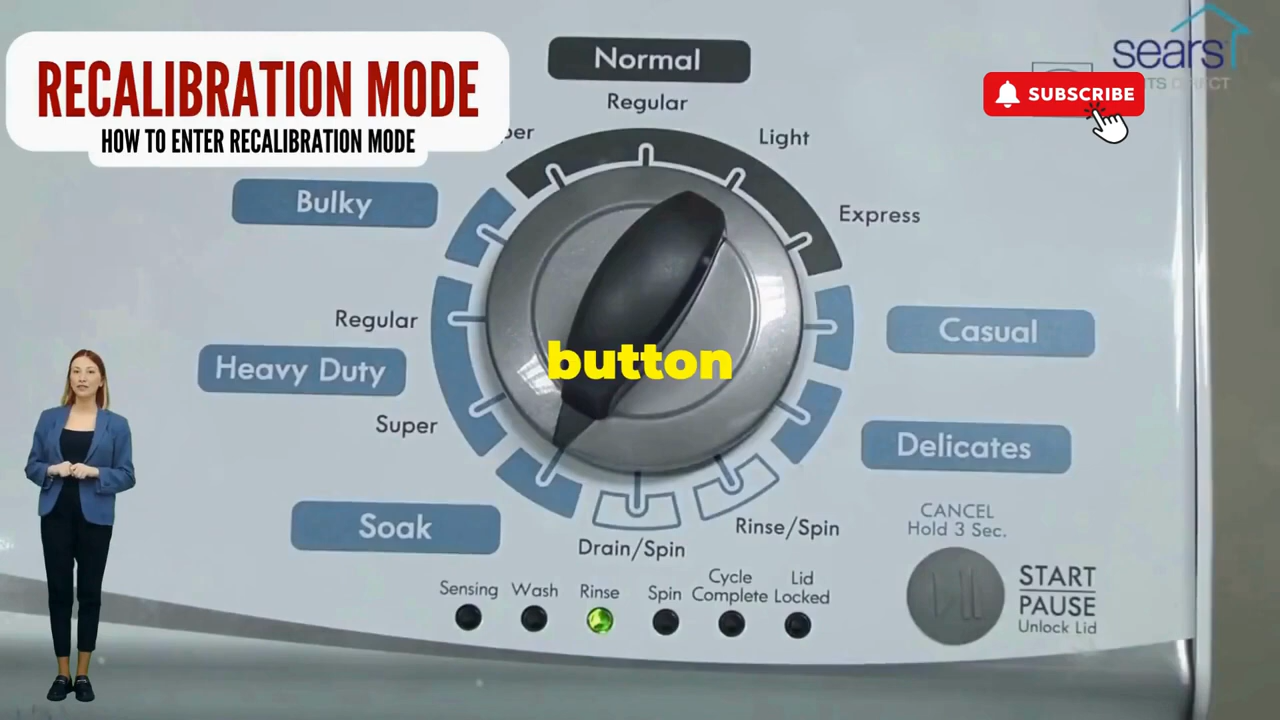 RECALIBRATION MODE
HOW TO ENTER RECALIBRATION MODE
sears
DIRECT
SUBSCRIBE
Normal
Regular
Light
Express
Bulky
Regular
Heavy Duty
Super
button
Casual
Delicates
Soak
Drain/Spin
Rinse/Spin
CANCEL
Hold 3 Sec.
Sensing
Wash
Rinse
Spin
Cycle
Complete
Lid
Locked
START
PAUSE
Unlock Lid